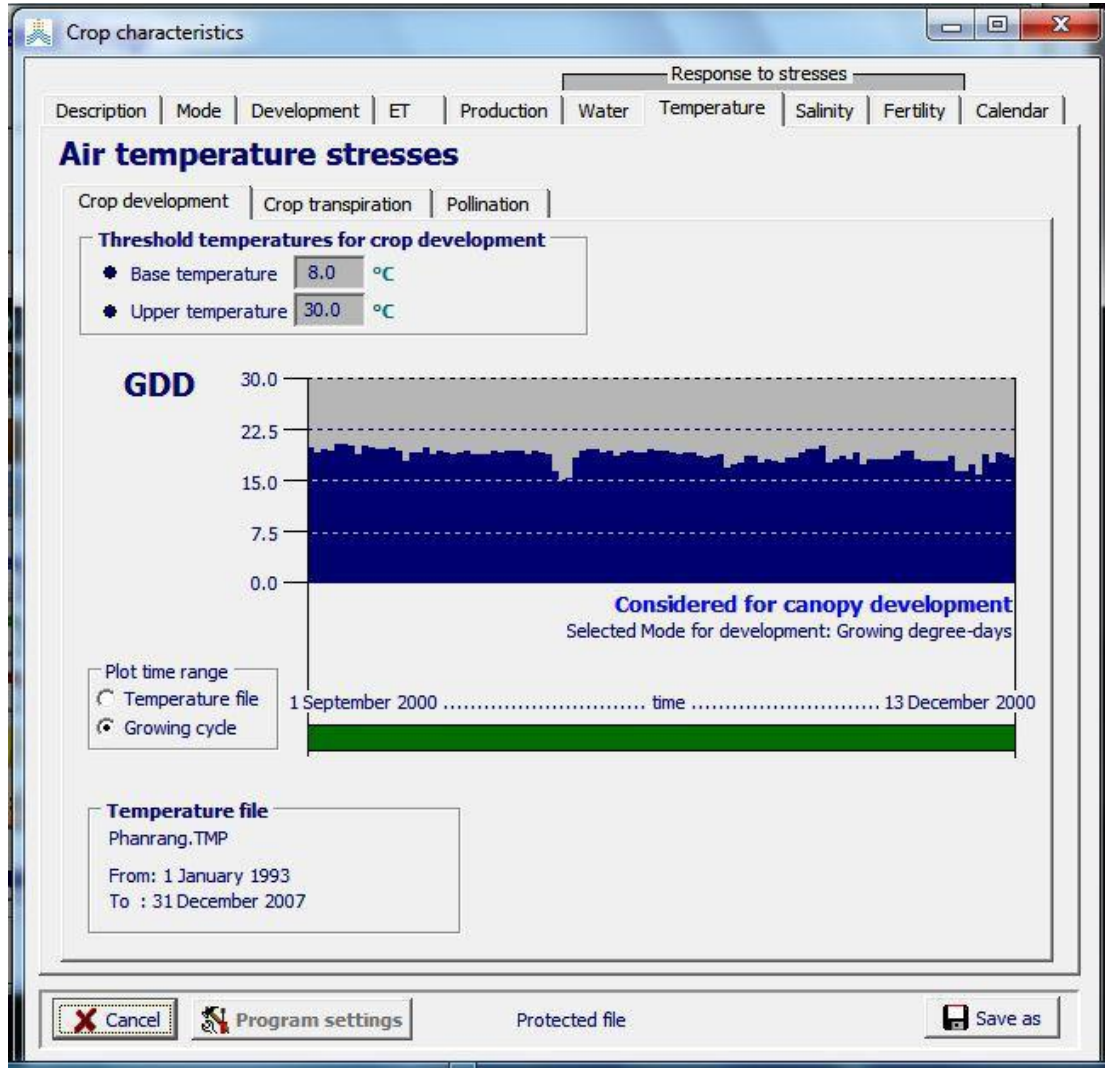 Crop characteristics
Response to stresses
Description Mode Development ET Production Water Temperature Salinity Fertility Calendar
Air temperature stresses
Crop development Crop transpiration Pollination
Threshold temperatures for crop development
Base temperature 8.0 °C
Upper temperature 30.0 °C
GDD
30.0
22.5
15.0
7.5
0.0
Considered for canopy development
Selected Mode for development: Growing degree-days
Plot time range
Temperature file
Growing cycle
1 September 2000 ............................ time ............................ 13 December 2000
Temperature file
Phanrang.TMP
From: 1 January 1993
To : 31 December 2007
Cancel Program settings Protected file Save as